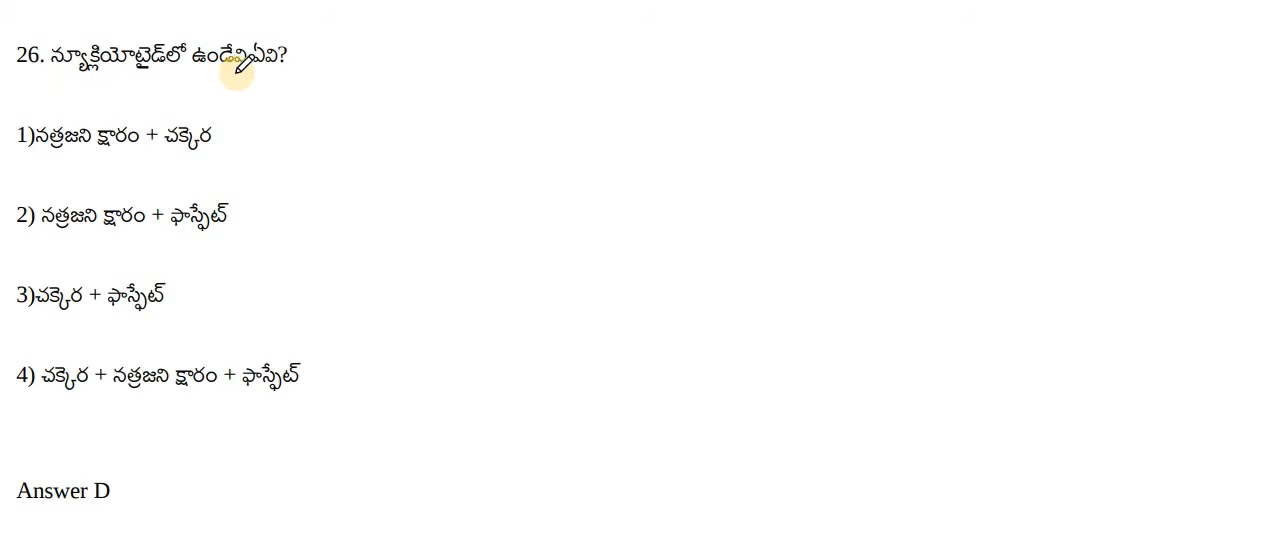 26. న్యూక్లియోటైడ్‌లో ఉండేవిఏవి?
1)నత్రజని క్షారం + చక్కెర
2) నత్రజని క్షారం + ఫాస్ఫేట్
3)చక్కెర + ఫాస్ఫేట్
4) చక్కెర + నత్రజని క్షారం + ఫాస్ఫేట్
Answer D